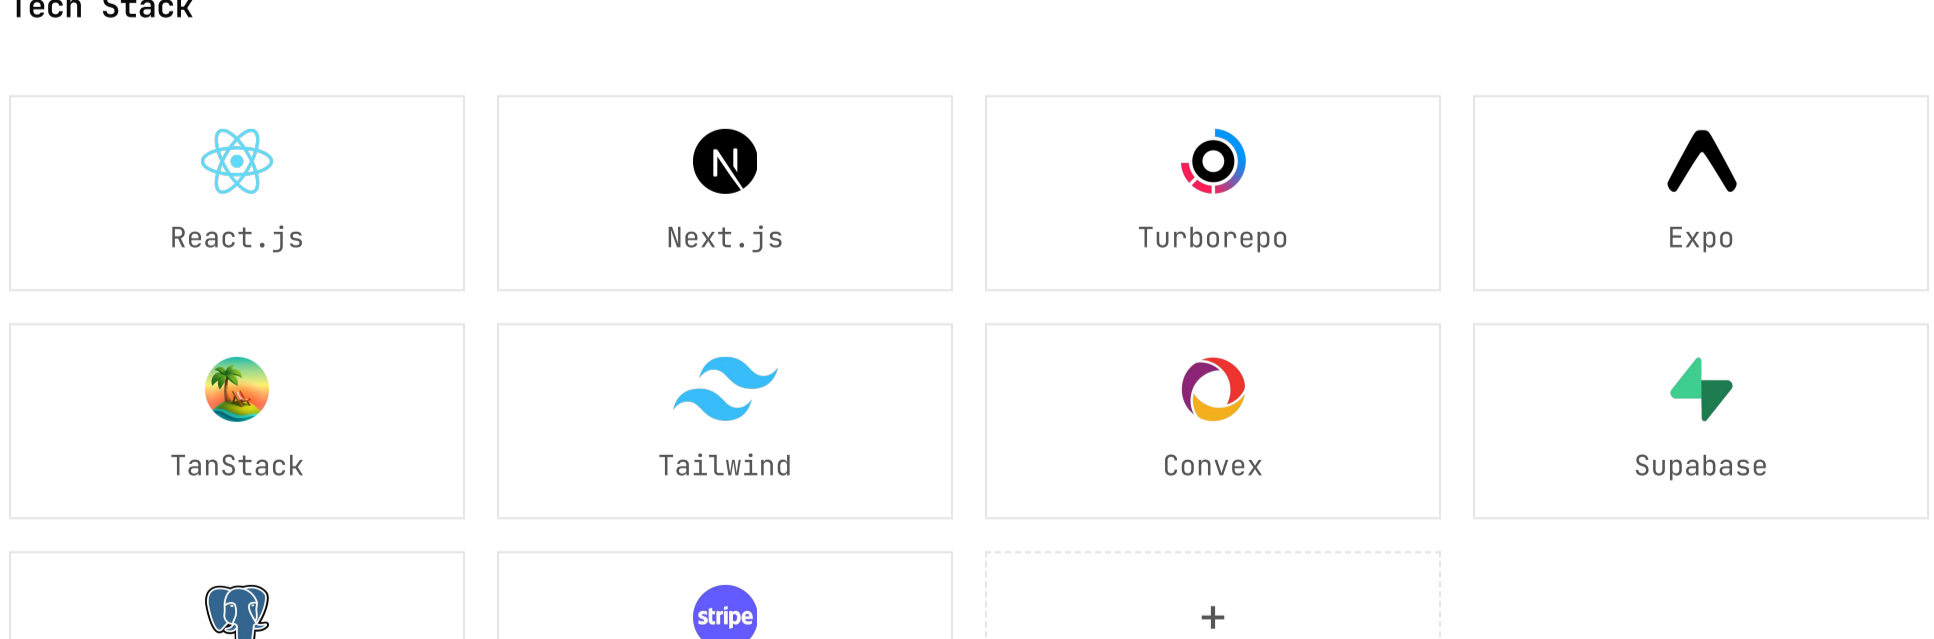 Tech Stack
React.js
Next.js
Turborepo
Expo
TanStack
Tailwind
Convex
Supabase
stripe
+